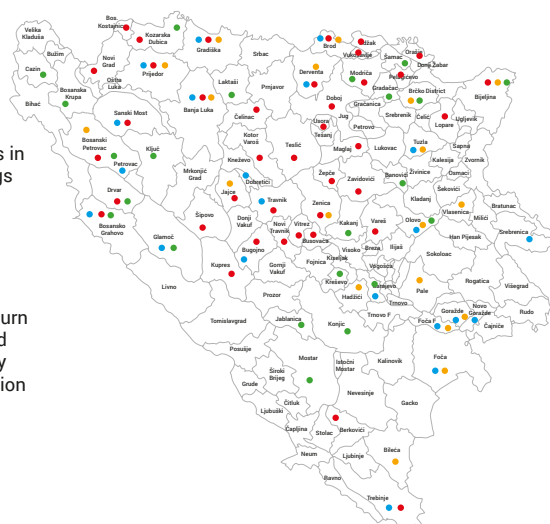 s in
gs
urn
d
y
tion
Velika
Kladuša
Bužim
Cazin
Bihać
Bosanska
Krupa
Bos.
Kostajnica
Kozarska
Dubica
Novi
Grad
Oštra
Luka
Prijedor
Gradiška
Srbac
Laktaši
Prnjavor
Banja Luka
Čelinac
Sanski Most
Bosanski
Petrovac
Petrovac
Ključ
Mrkonjić
Grad
Kotor
Varoš
Kneževo
Dobretići
Teslić
Brod
Odžak
Vukosavlje
Derventa
Modriča
Šamac
Orašje
Donji Žabar
Pelagićevo
Gradačac
Brčko District
Bijeljina
Doboj
Jug
Gračanica
Srebrenik
Čelić
Lopare
Ugljevik
Usora
Tešanj
Petrovo
Maglaj
Lukovac
Tuzla
Sapna
Kalesija
Zvornik
Živinice
Osmaci
Banovići
Žepče
Zavidovići
Kladanj
Šekovići
Vlasenica
Milići
Bratunac
Srebrenica
Drvar
Bosansko
Grahovo
Glamoč
Šipovo
Jajce
Donji
Vakuf
Travnik
Novi
Travnik
Vitrez
Busovača
Zenica
Kakanj
Vareš
Olovo
Han Pijesak
Sokoloac
Bugojno
Gornji
Vakuf
Fojnica
Kiseljak
Visoko
Breza
Ilijaš
Vogošća
Kreševo
Sarajevo
Hadžići
Trnovo
Trnovo F
Pale
Rogatica
Višegrad
Rudo
Goražde
Novo
Goražde
Čajniče
Foča F
Foča
Livno
Kupres
Tomislavgrad
Prozor
Jablanica
Konjic
Posušje
Mostar
Istočni
Mostar
Kalinovik
Nevesinje
Gacko
Grude
Široki
Brijeg
Čitluk
Ljubuški
Čapljina
Stolac
Berkovići
Neum
Ljubinje
Bileća
Ravno
Trebinje